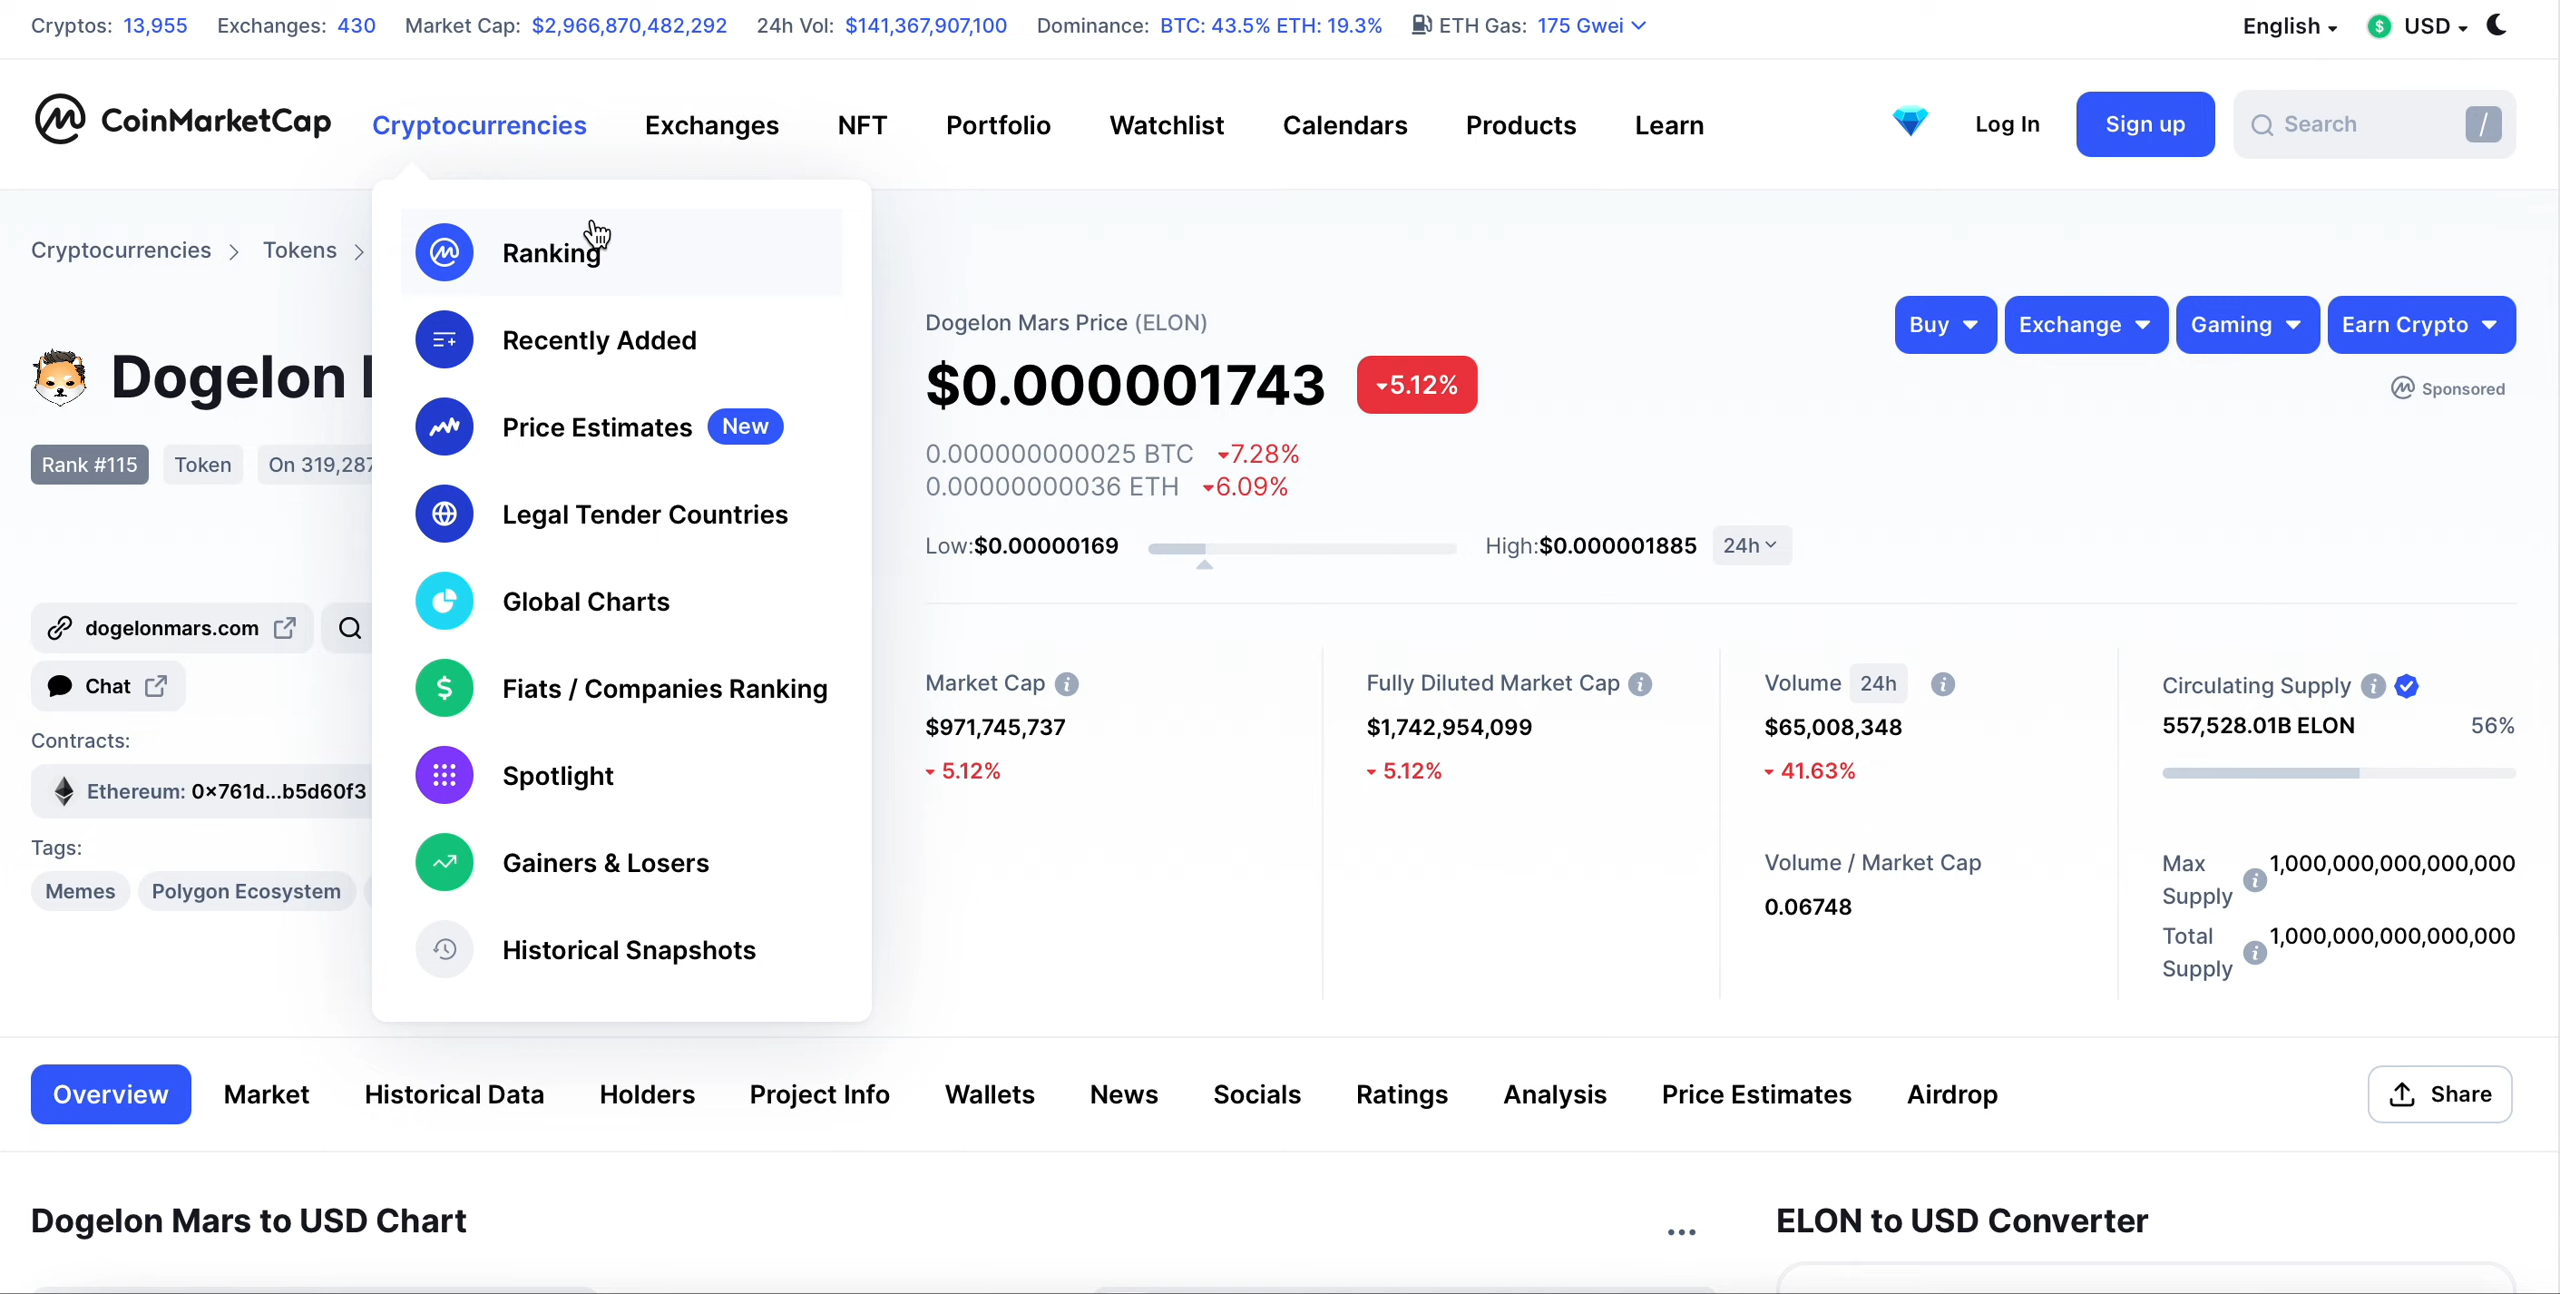 Cryptos: 13,955 Exchanges: 430 Market Cap: $2,966,870,482,292 24h Vol: $141,367,907,100 Dominance: BTC: 43.5% ETH: 19.3% ETH Gas: 175 Gwei English USD
CoinMarketCap Cryptocurrencies Exchanges NFT Portfolio Watchlist Calendars Products Learn Log In Sign up Search /
Cryptocurrencies > Tokens >
Ranking
Recently Added
Price Estimates New
Legal Tender Countries
Global Charts
Fiats / Companies Ranking
Spotlight
Gainers & Losers
Historical Snapshots
Dogelon
Rank #115 Token On 319,287
dogelonmars.com
Chat
Contracts:
Ethereum: 0x761d...b5d60f3
Tags:
Memes Polygon Ecosystem
Dogelon Mars Price (ELON)
$0.000001743 5.12%
0.000000000025 BTC 7.28%
0.00000000036 ETH 6.09%
Low:$0.00000169 High:$0.000001885 24h
Buy Exchange Gaming Earn Crypto
Sponsored
Market Cap
$971,745,737
5.12%
Fully Diluted Market Cap
$1,742,954,099
5.12%
Volume 24h
$65,008,348
41.63%
Volume / Market Cap
0.06748
Circulating Supply
557,528.01B ELON 56%
Max Supply 1,000,000,000,000,000
Total Supply 1,000,000,000,000,000
Overview Market Historical Data Holders Project Info Wallets News Socials Ratings Analysis Price Estimates Airdrop Share
Dogelon Mars to USD Chart ... ELON to USD Converter